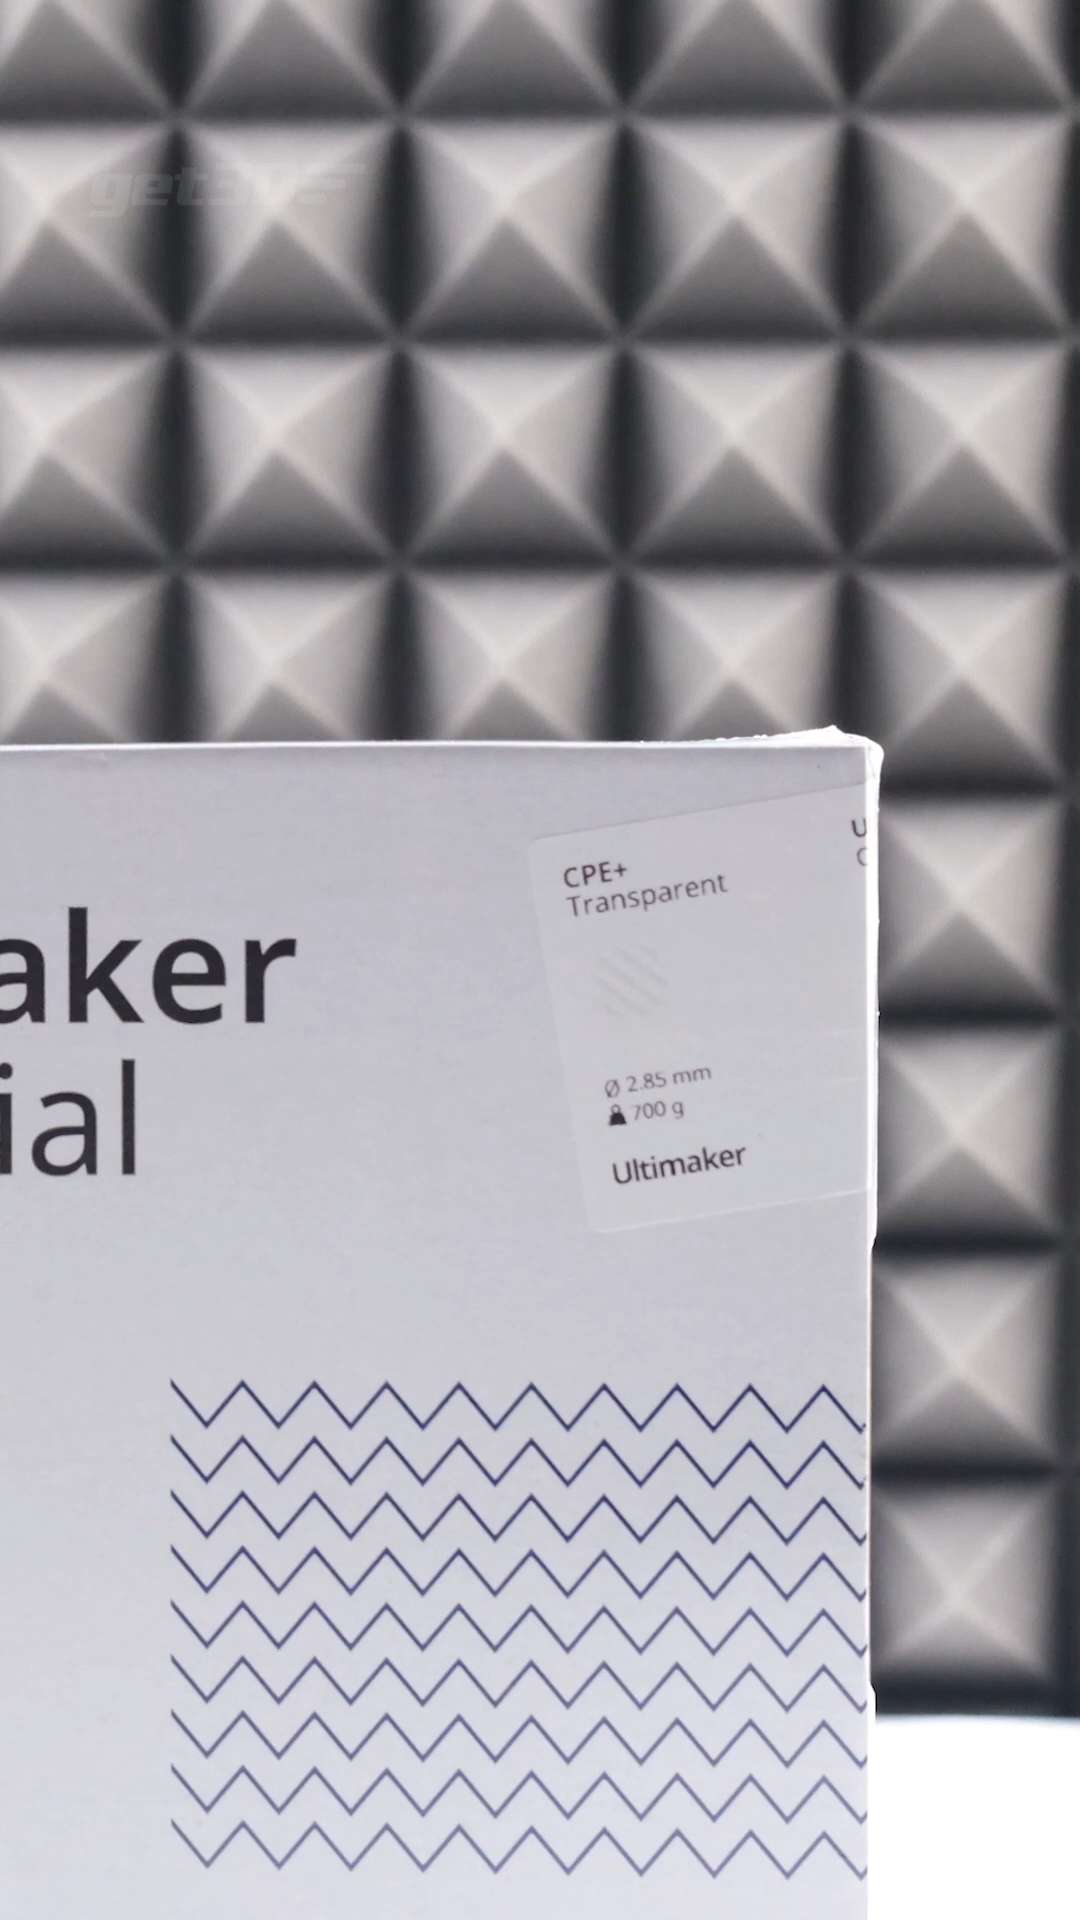 aker
ial
CPE+
Transparent
Ø 2.85 mm
700 g
Ultimaker
U
C